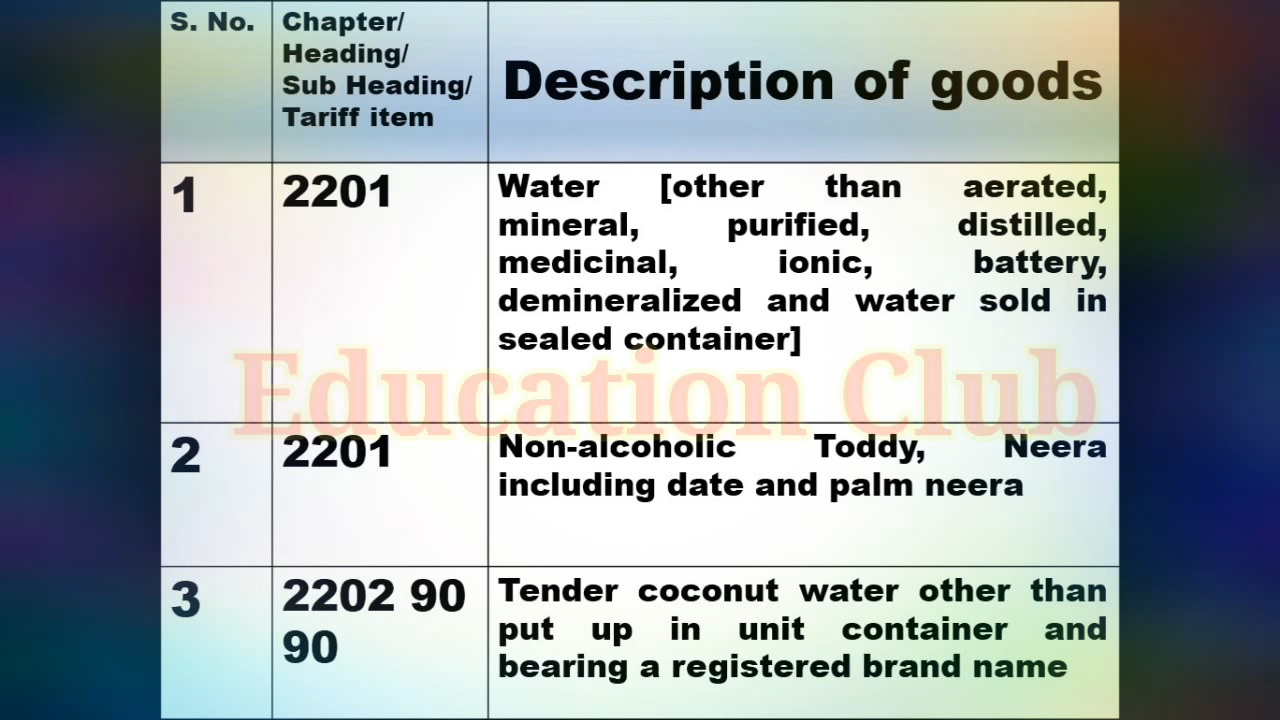 S. No.
Chapter/
Heading/
Sub Heading/
Tariff item
Description of goods
1
2201
Water [other than aerated,
mineral, purified, distilled,
medicinal, ionic, battery,
demineralized and water sold in
sealed container]
Education Club
2
2201
Non-alcoholic Toddy, Neera
including date and palm neera
3
2202 90
90
Tender coconut water other than
put up in unit container and
bearing a registered brand name